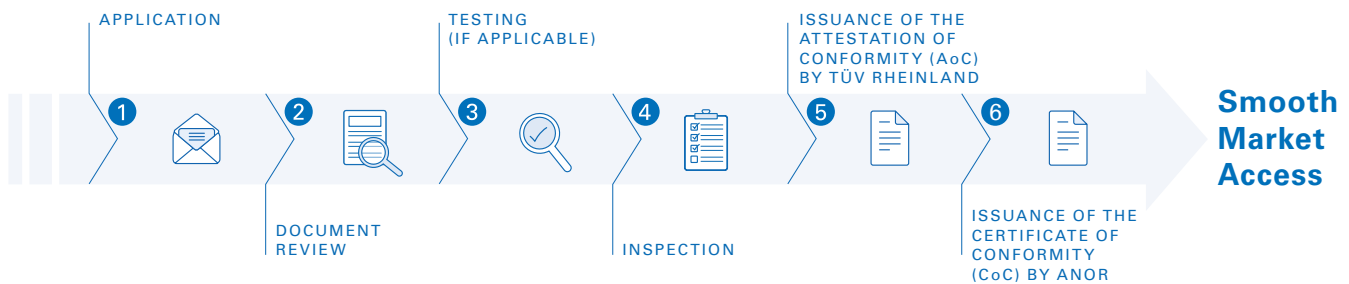 APPLICATION
1
DOCUMENT
REVIEW
2
TESTING
(IF APPLICABLE)
3
INSPECTION
4
ISSUANCE OF THE
ATTESTATION OF
CONFORMITY (AoC)
BY TÜV RHEINLAND
5
ISSUANCE OF THE
CERTIFICATE OF
CONFORMITY
(CoC) BY ANOR
6
Smooth
Market
Access